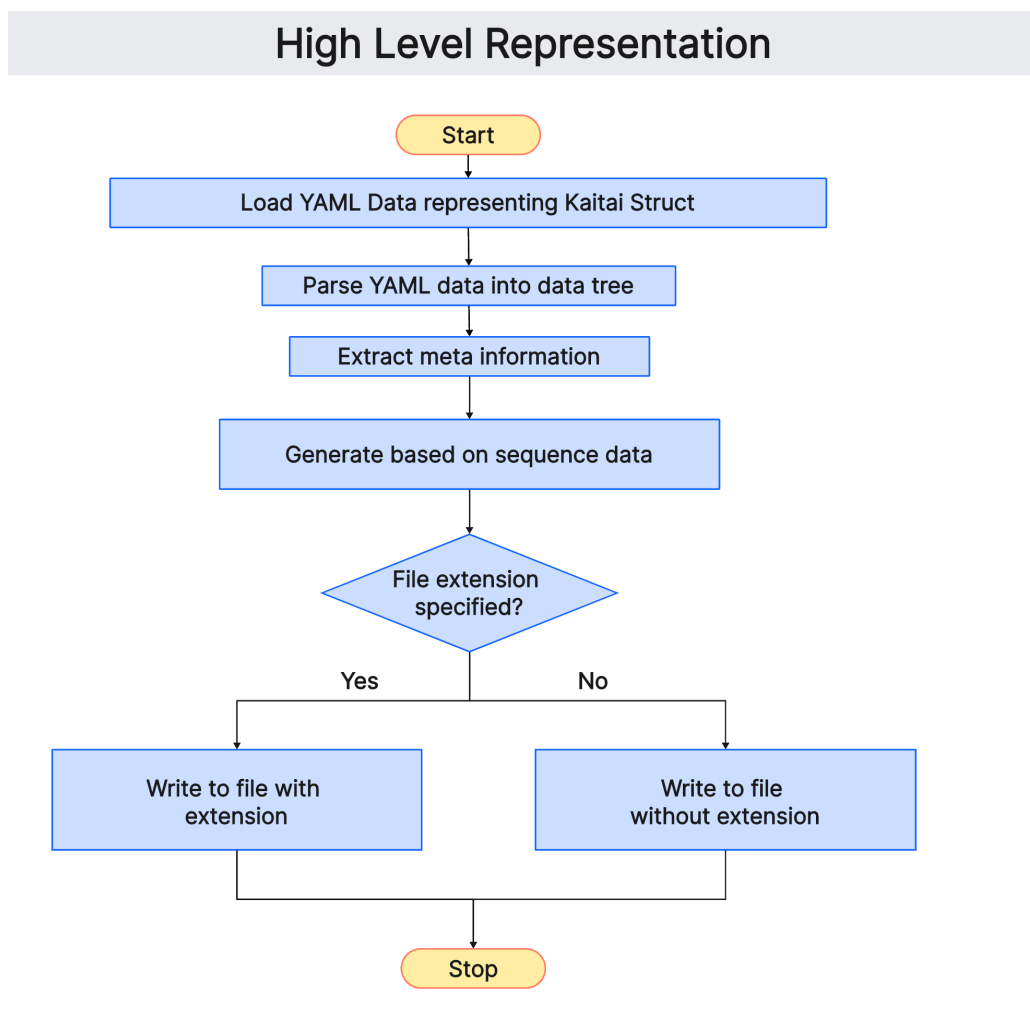 High Level Representation
Start
Load YAML Data representing Kaitai Struct
Parse YAML data into data tree
Extract meta information
Generate based on sequence data
File extension
specified?
Yes
No
Write to file with
extension
Write to file
without extension
Stop